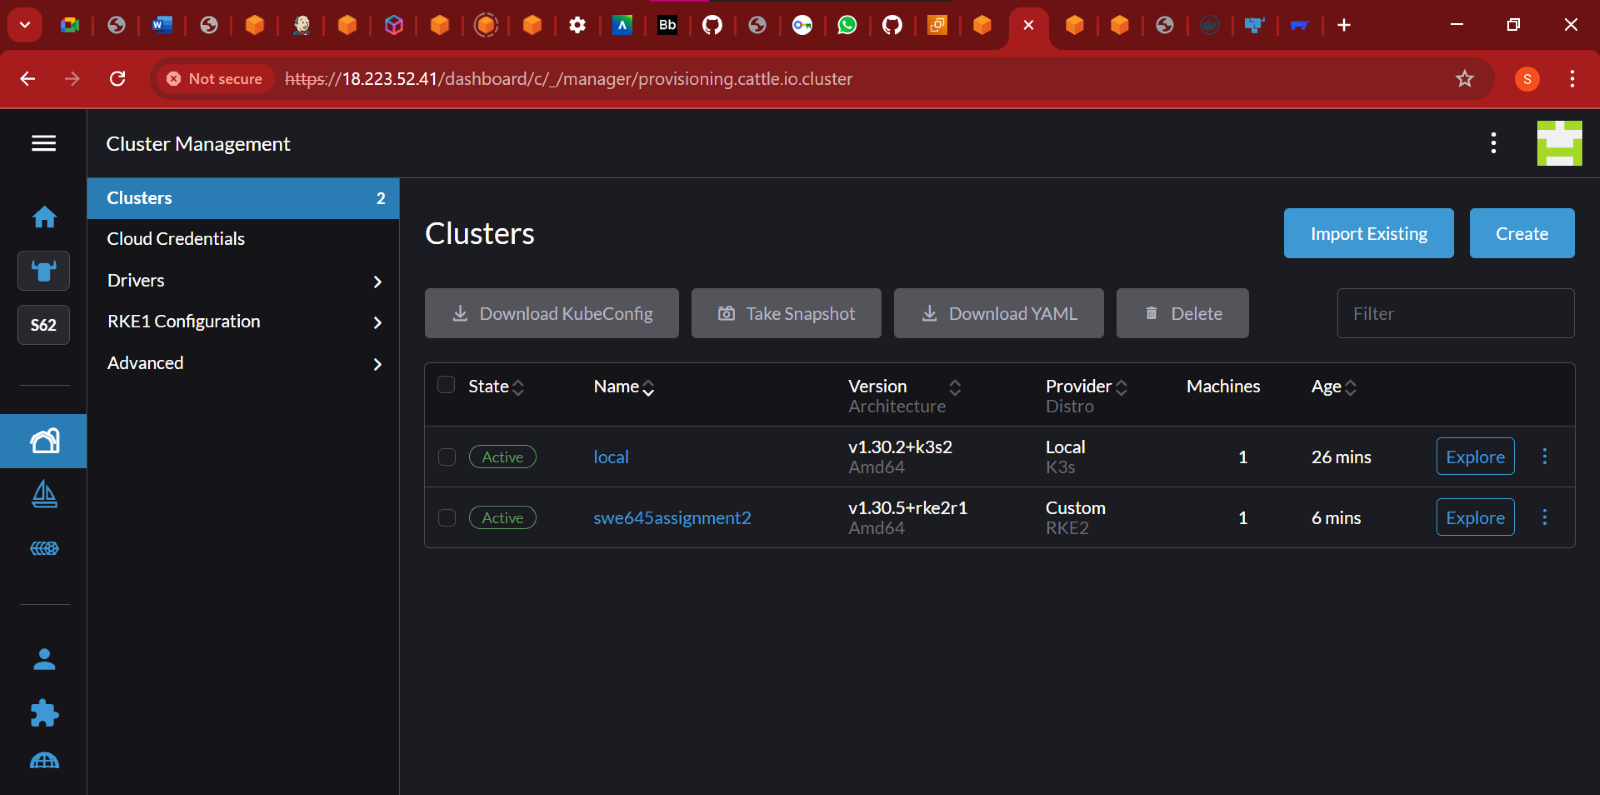 Bb
Not secure
https://18.223.52.41/dashboard/c/_/manager/provisioning.cattle.io.cluster
S
Cluster Management
Clusters 2
Cloud Credentials
Drivers
RKE1 Configuration
Advanced
S62
Clusters
Import Existing
Create
Download KubeConfig
Take Snapshot
Download YAML
Delete
Filter
State Name Version Provider Machines Age
Architecture Distro
Active local v1.30.2+k3s2 Local 1 26 mins Explore
Amd64 K3s
Active swe645assignment2 v1.30.5+rke2r1 Custom 1 6 mins Explore
Amd64 RKE2